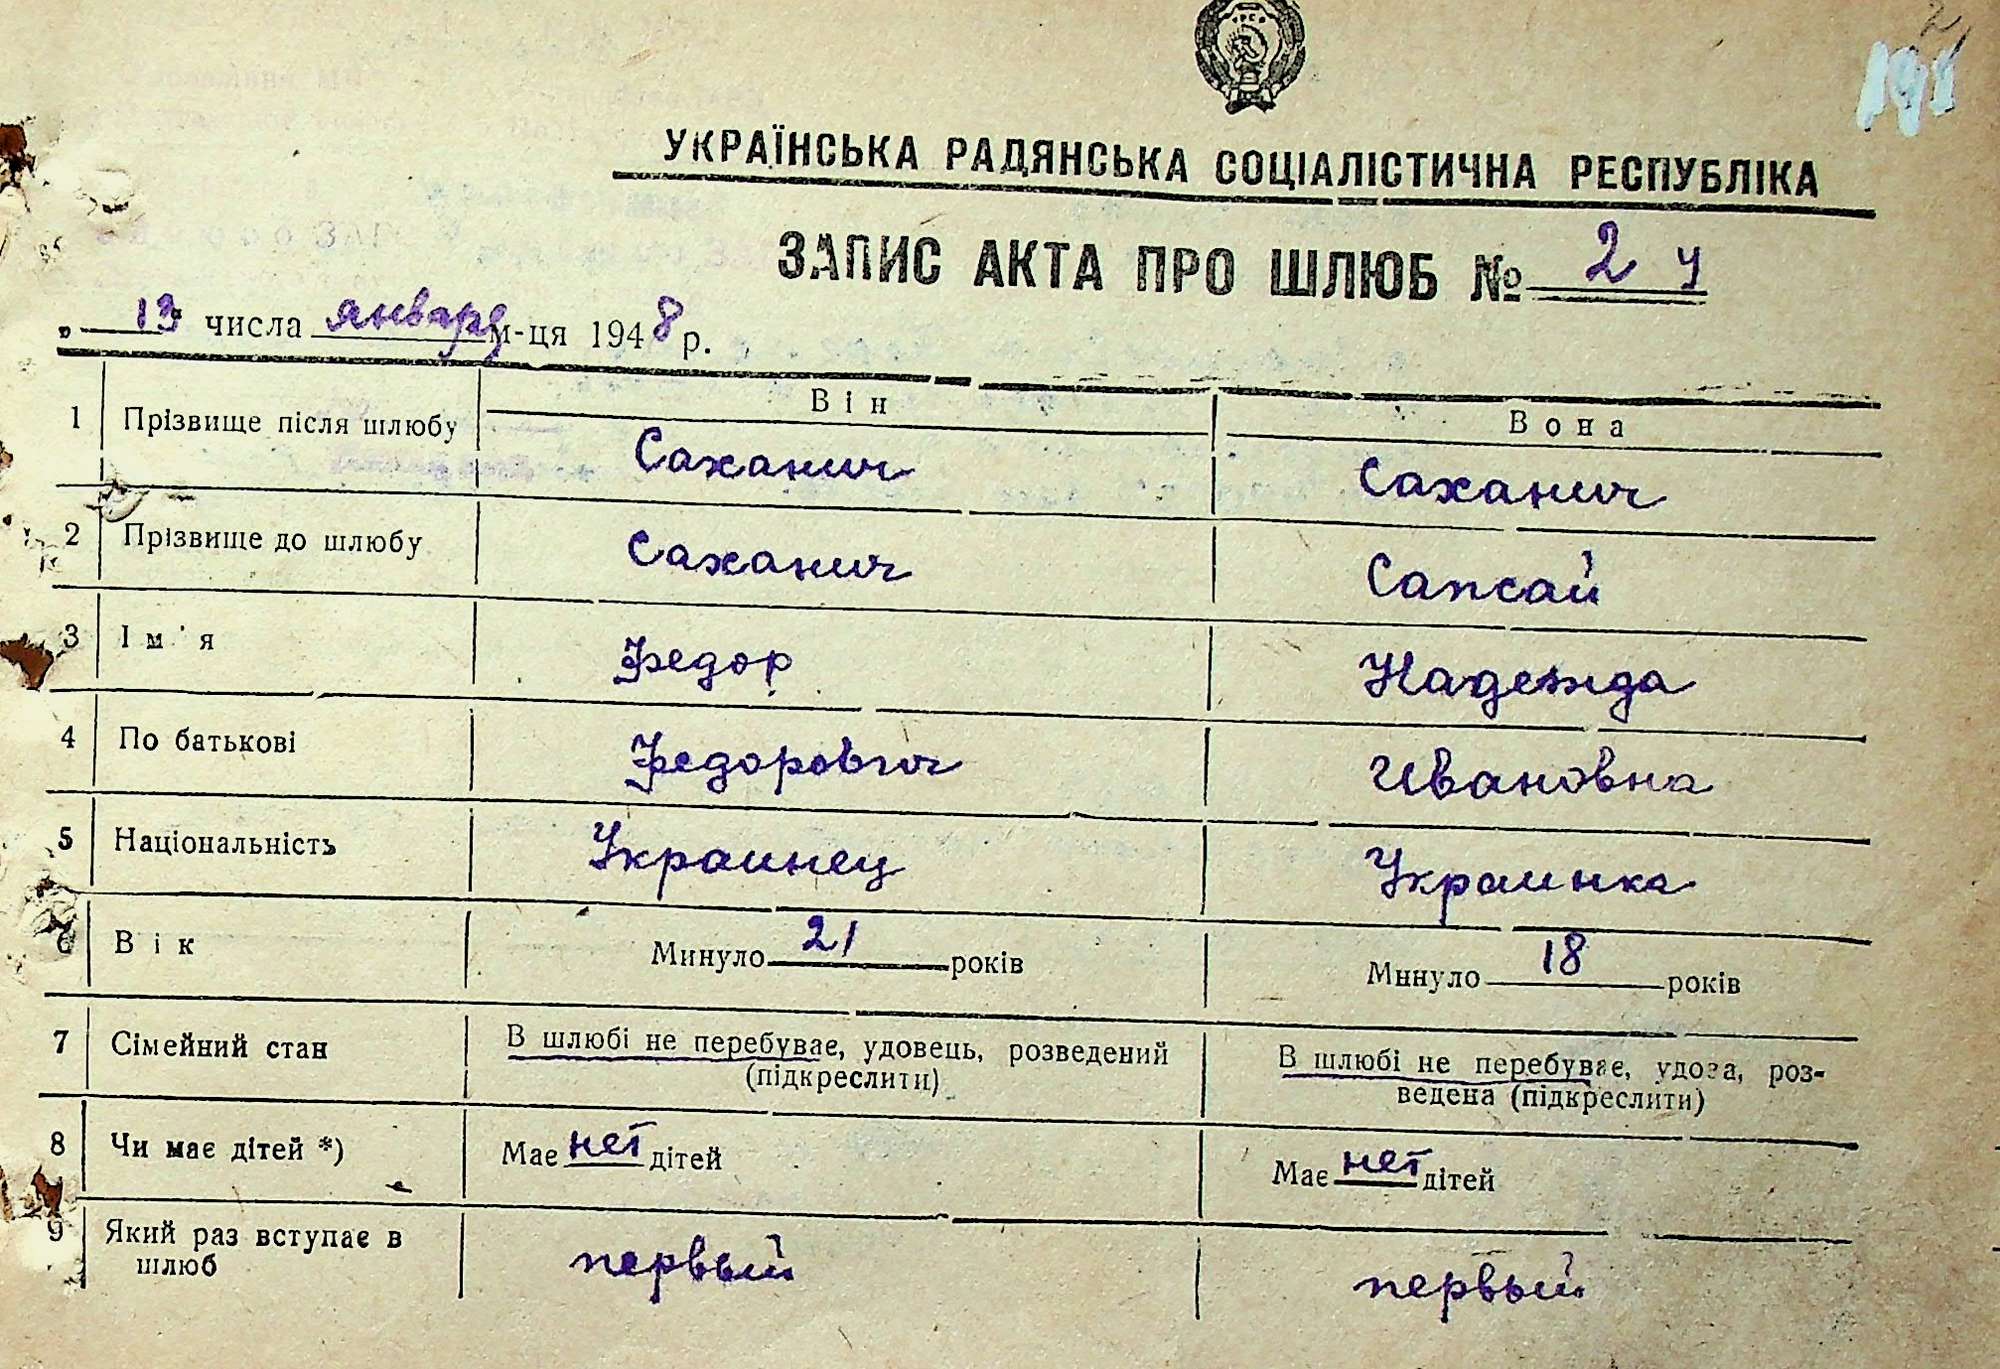 191
УКРАЇНСЬКА РАДЯНСЬКА СОЦІАЛІСТИЧНА РЕСПУБЛІКА
ЗАПИС АКТА ПРО ШЛЮБ № 2 ч
„ 13 числа января м-ця 1948 р.
Він Вона
1 Прізвище після шлюбу Саханич Саханич
2 Прізвище до шлюбу Саханич Сапсай
3 Ім'я Федор Надежда
4 По батькові Федорович Ивановна
5 Національність Украинец Украинка
6 Вік Минуло 21 років Минуло 18 років
7 Сімейний стан В шлюбі не перебуває, удовець, розведений (підкреслити) В шлюбі не перебуває, удова, роз-
ведена (підкреслити)
8 Чи має дітей *) Має нет дітей Має нет дітей
9 Який раз вступає в шлюб первый первый